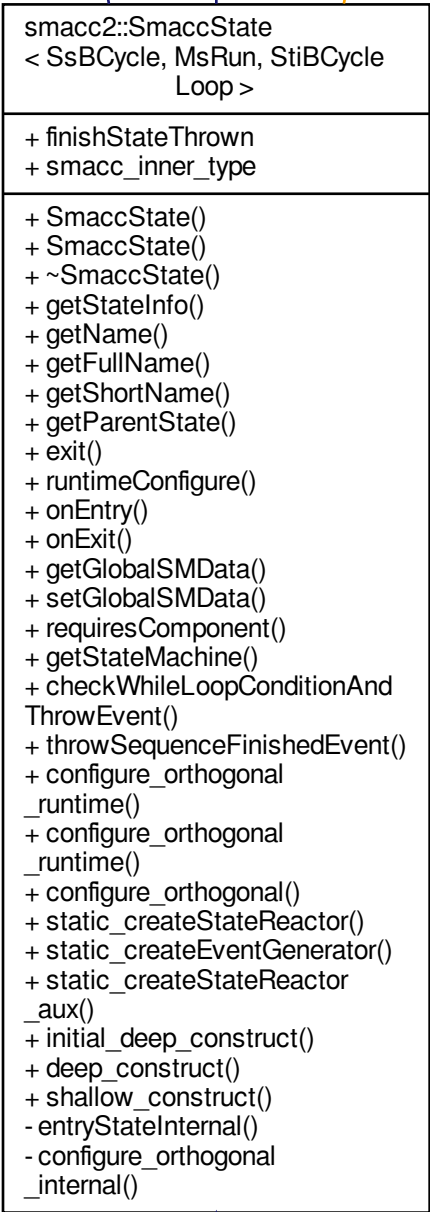 smacc2::SmaccState
< SsBCycle, MsRun, StiBCycle
Loop >
+ finishStateThrown
+ smacc_inner_type
+ SmaccState()
+ SmaccState()
+ ~SmaccState()
+ getStateInfo()
+ getName()
+ getFullName()
+ getShortName()
+ getParentState()
+ exit()
+ runtimeConfigure()
+ onEntry()
+ onExit()
+ getGlobalSMData()
+ setGlobalSMData()
+ requiresComponent()
+ getStateMachine()
+ checkWhileLoopConditionAnd
ThrowEvent()
+ throwSequenceFinishedEvent()
+ configure_orthogonal
_runtime()
+ configure_orthogonal
_runtime()
+ configure_orthogonal()
+ static_createStateReactor()
+ static_createEventGenerator()
+ static_createStateReactor
_aux()
+ initial_deep_construct()
+ deep_construct()
+ shallow_construct()
- entryStateInternal()
- configure_orthogonal
_internal()